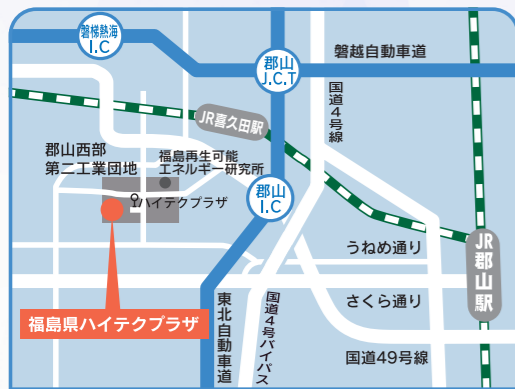 磐梯熱海
I.C
郡山
J.C.T
磐越自動車道
国道4号線
JR喜久田駅
郡山西部
第二工業団地
福島再生可能
エネルギー研究所
ハイテクプラザ
郡山
I.C
JR郡山駅
うねめ通り
さくら通り
福島県ハイテクプラザ
東北自動車道
国道4号バイパス
国道49号線